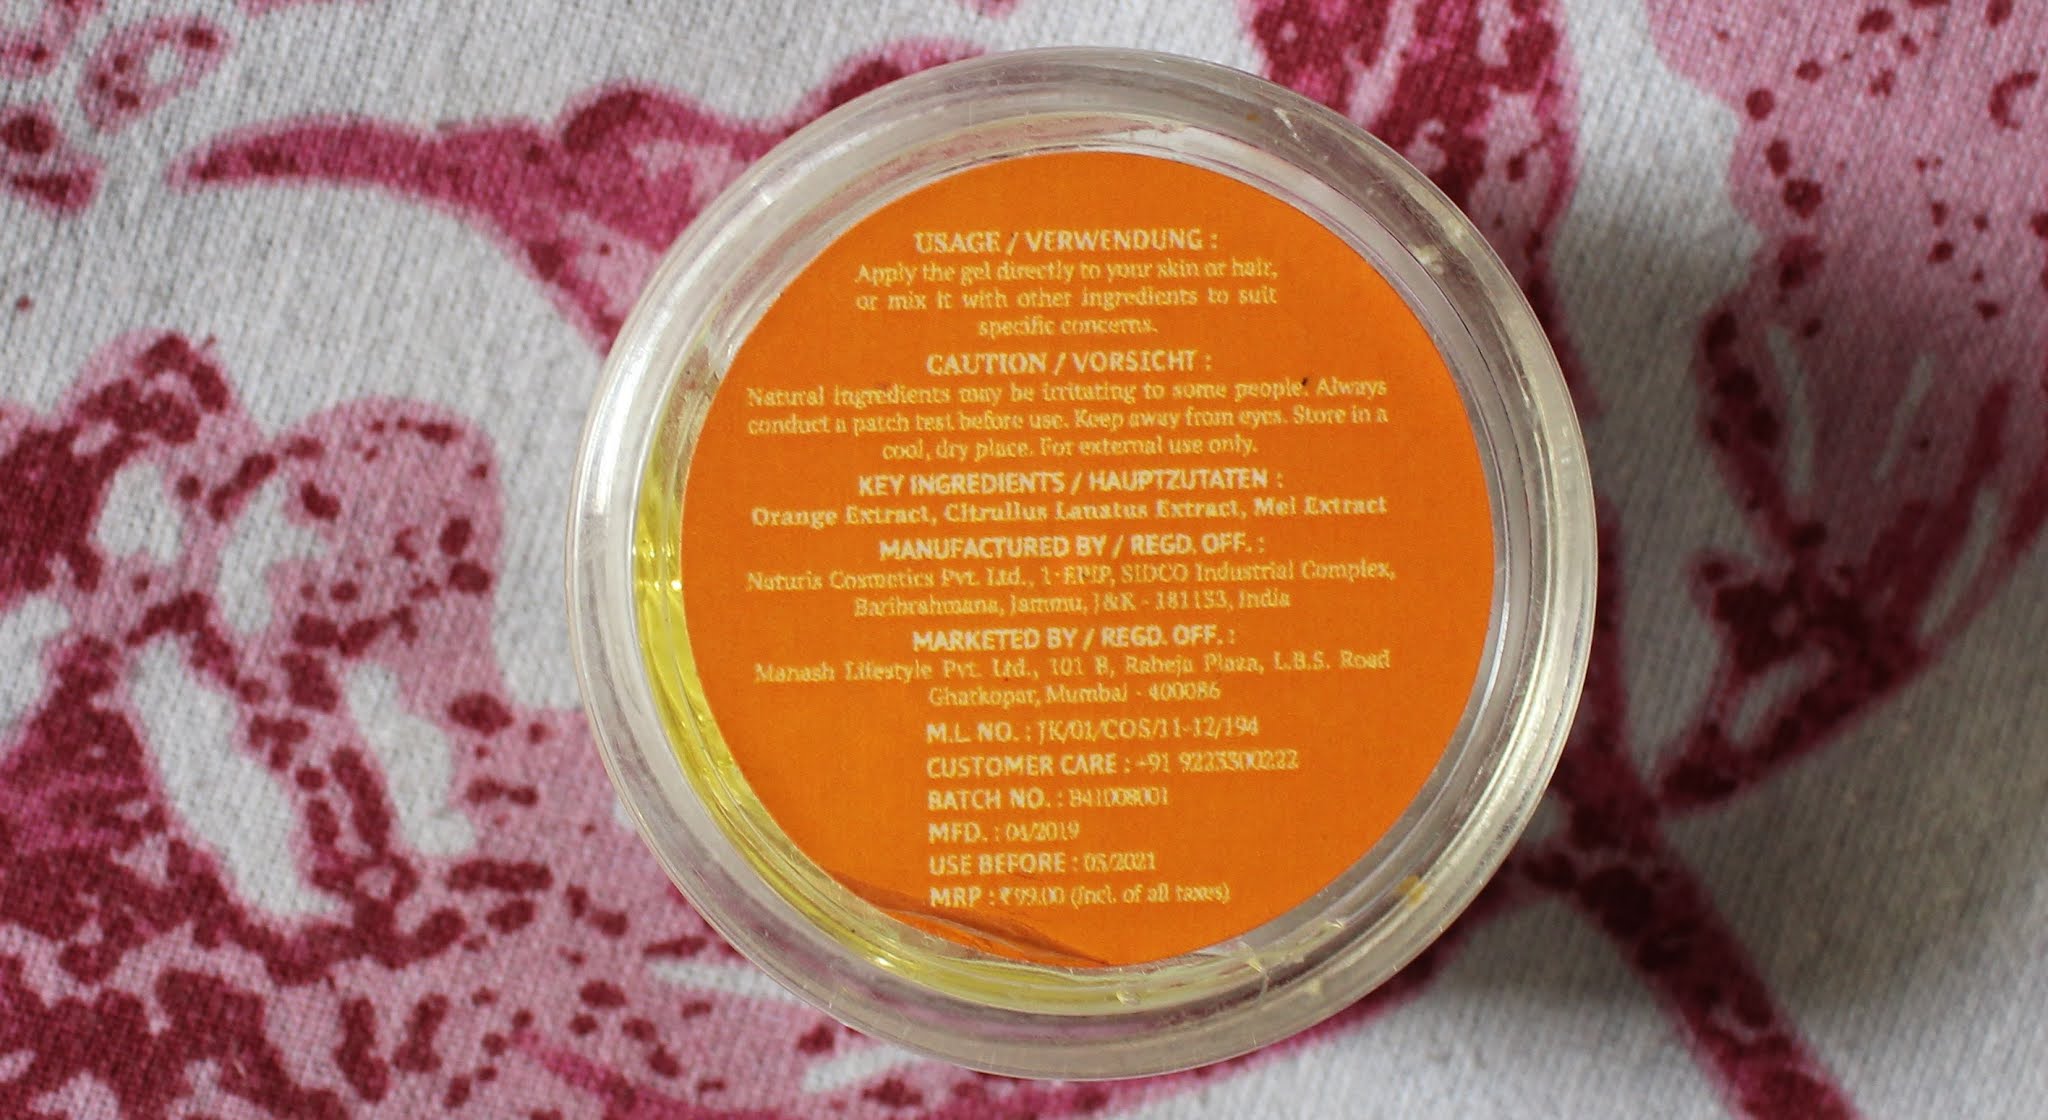 USAGE / VERWENDUNG :
Apply the gel directly to your skin or hair,
or mix it with other ingredients to suit
specific concerns.
CAUTION / VORSICHT :
Natural ingredients may be irritating to some people. Always
conduct a patch test before use. Keep away from eyes. Store in a
cool, dry place. For external use only.
KEY INGREDIENTS / HAUPTZUTATEN :
Orange Extract, Citrullus Lanatus Extract, Mel Extract
MANUFACTURED BY / REGD. OFF. :
Naturis Cosmetics Pvt. Ltd., 1-EPIP, SIDCO Industrial Complex,
Baribrahmana, Jammu, J&K - 181133, India
MARKETED BY / REGD. OFF. :
Manash Lifestyle Pvt. Ltd., 101 B, Raheja Plaza, L.B.S. Road
Ghatkopar, Mumbai - 400086
M.L. NO. : JK/01/COS/11-12/194
CUSTOMER CARE : +91 9223300222
BATCH NO. : B41008001
MFD. : 04/2019
USE BEFORE : 03/2021
MRP : ₹99.00 (Incl. of all taxes)